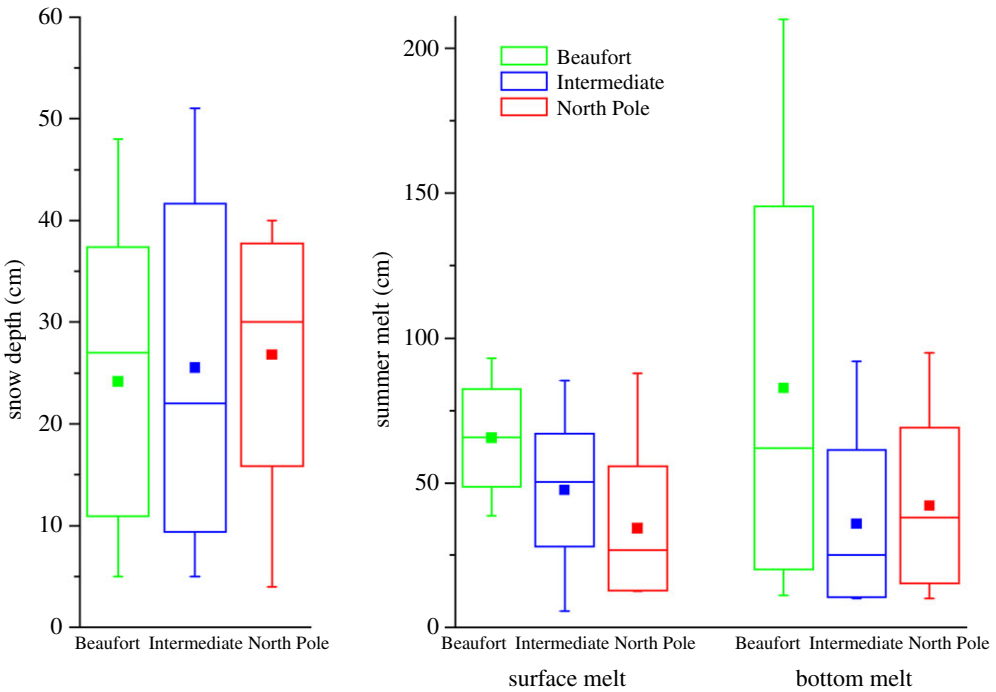 60
50
40
30
20
10
0
snow depth (cm)
Beaufort Intermediate North Pole
200
150
100
50
0
summer melt (cm)
Beaufort
Intermediate
North Pole
Beaufort Intermediate North Pole
Beaufort Intermediate North Pole
surface melt
bottom melt